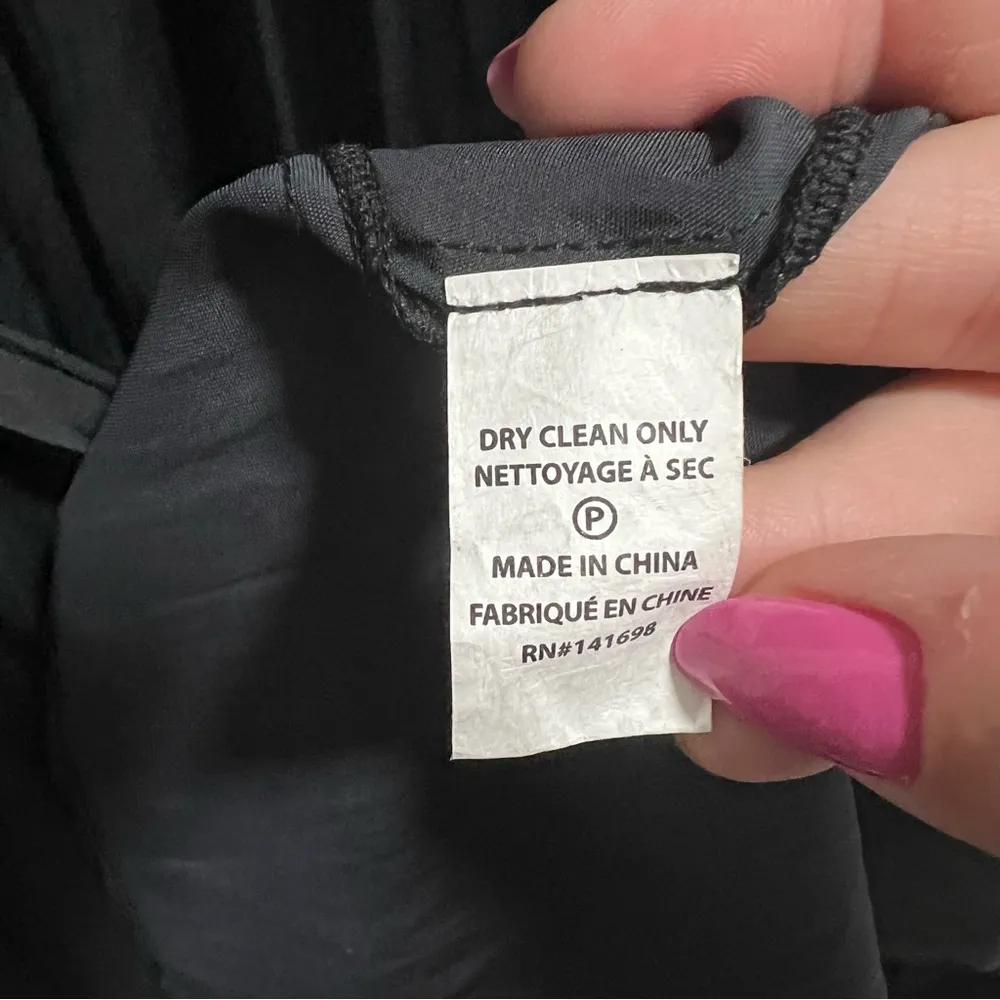 DRY CLEAN ONLY
NETTOYAGE À SEC
P
MADE IN CHINA
FABRIQUÉ EN CHINE
RN#141698